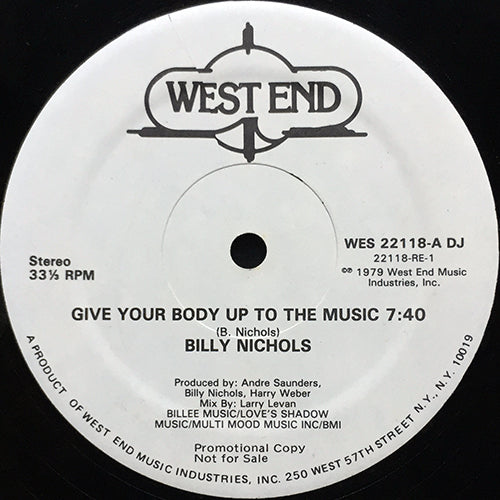 WEST END
Stereo
33⅓ RPM
WES 22118-A DJ
22118-RE-1
©℗ 1979 West End Music
Industries, Inc.
GIVE YOUR BODY UP TO THE MUSIC 7:40
(B. Nichols)
BILLY NICHOLS
Produced by: Andre Saunders,
Billy Nichols, Harry Weber
Mix By: Larry Levan
BILLEE MUSIC/LOVE'S SHADOW
MUSIC/MULTI MOOD MUSIC INC/BMI
Promotional Copy
Not for Sale
A PRODUCT OF WEST END MUSIC INDUSTRIES, INC. 250 WEST 57TH STREET N.Y., N.Y. 10019